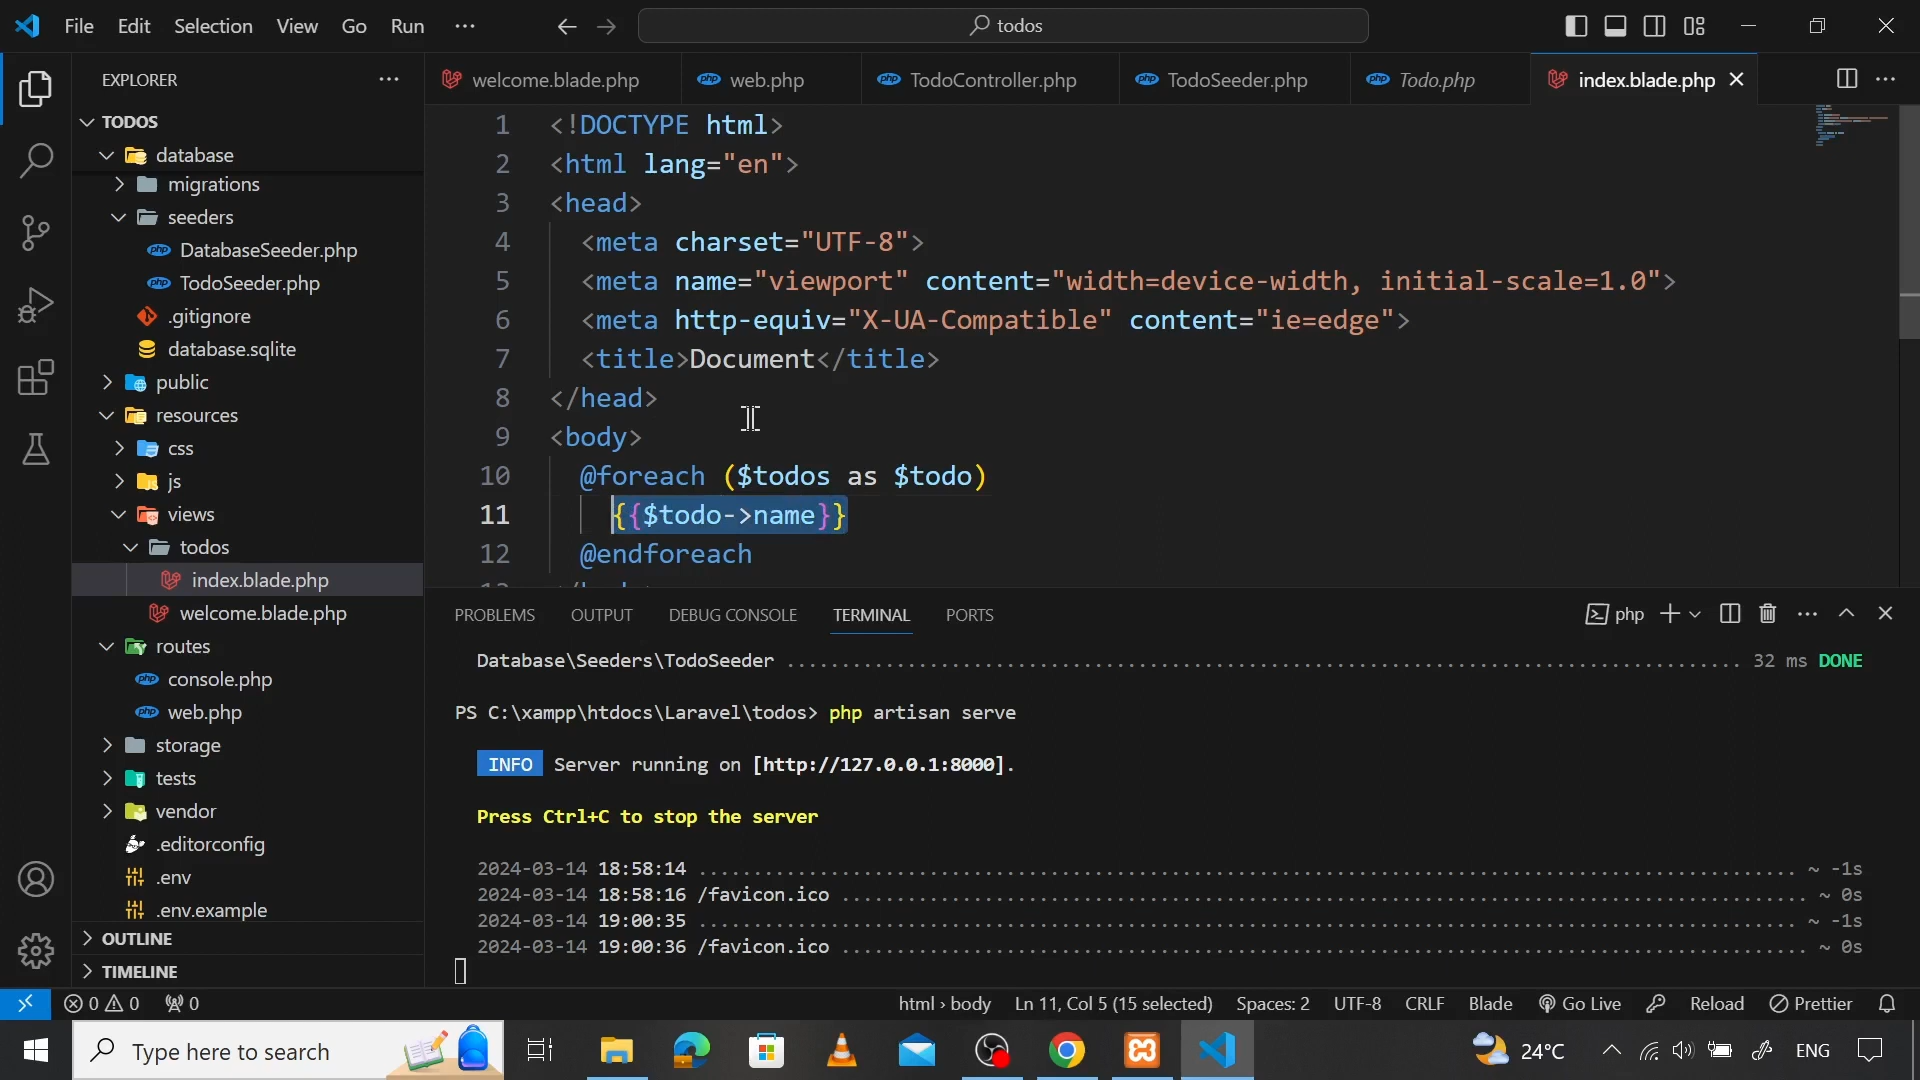 File Edit Selection View Go Run ··· todos
EXPLORER ···
TODOS
database
migrations
seeders
DatabaseSeeder.php
TodoSeeder.php
.gitignore
database.sqlite
public
resources
css
js
views
todos
index.blade.php
welcome.blade.php
routes
console.php
web.php
storage
tests
vendor
.editorconfig
.env
.env.example
OUTLINE
TIMELINE
welcome.blade.php web.php TodoController.php TodoSeeder.php Todo.php index.blade.php
1 <!DOCTYPE html>
2 <html lang="en">
3 <head>
4 <meta charset="UTF-8">
5 <meta name="viewport" content="width=device-width, initial-scale=1.0">
6 <meta http-equiv="X-UA-Compatible" content="ie=edge">
7 <title>Document</title>
8 </head>
9 <body>
10 @foreach ($todos as $todo)
11 {{$todo->name}}
12 @endforeach
PROBLEMS OUTPUT DEBUG CONSOLE TERMINAL PORTS php
Database\Seeders\TodoSeeder ........ 32 ms DONE
PS C:\xampp\htdocs\Laravel\todos> php artisan serve
INFO Server running on [http://127.0.0.1:8000].
Press Ctrl+C to stop the server
2024-03-14 18:58:14 ........ ~ -1s
2024-03-14 18:58:16 /favicon.ico ........ ~ 0s
2024-03-14 19:00:35 ........ ~ -1s
2024-03-14 19:00:36 /favicon.ico ........ ~ 0s
0 0 0 html › body Ln 11, Col 5 (15 selected) Spaces: 2 UTF-8 CRLF Blade Go Live Reload Prettier
Type here to search 24°C ENG